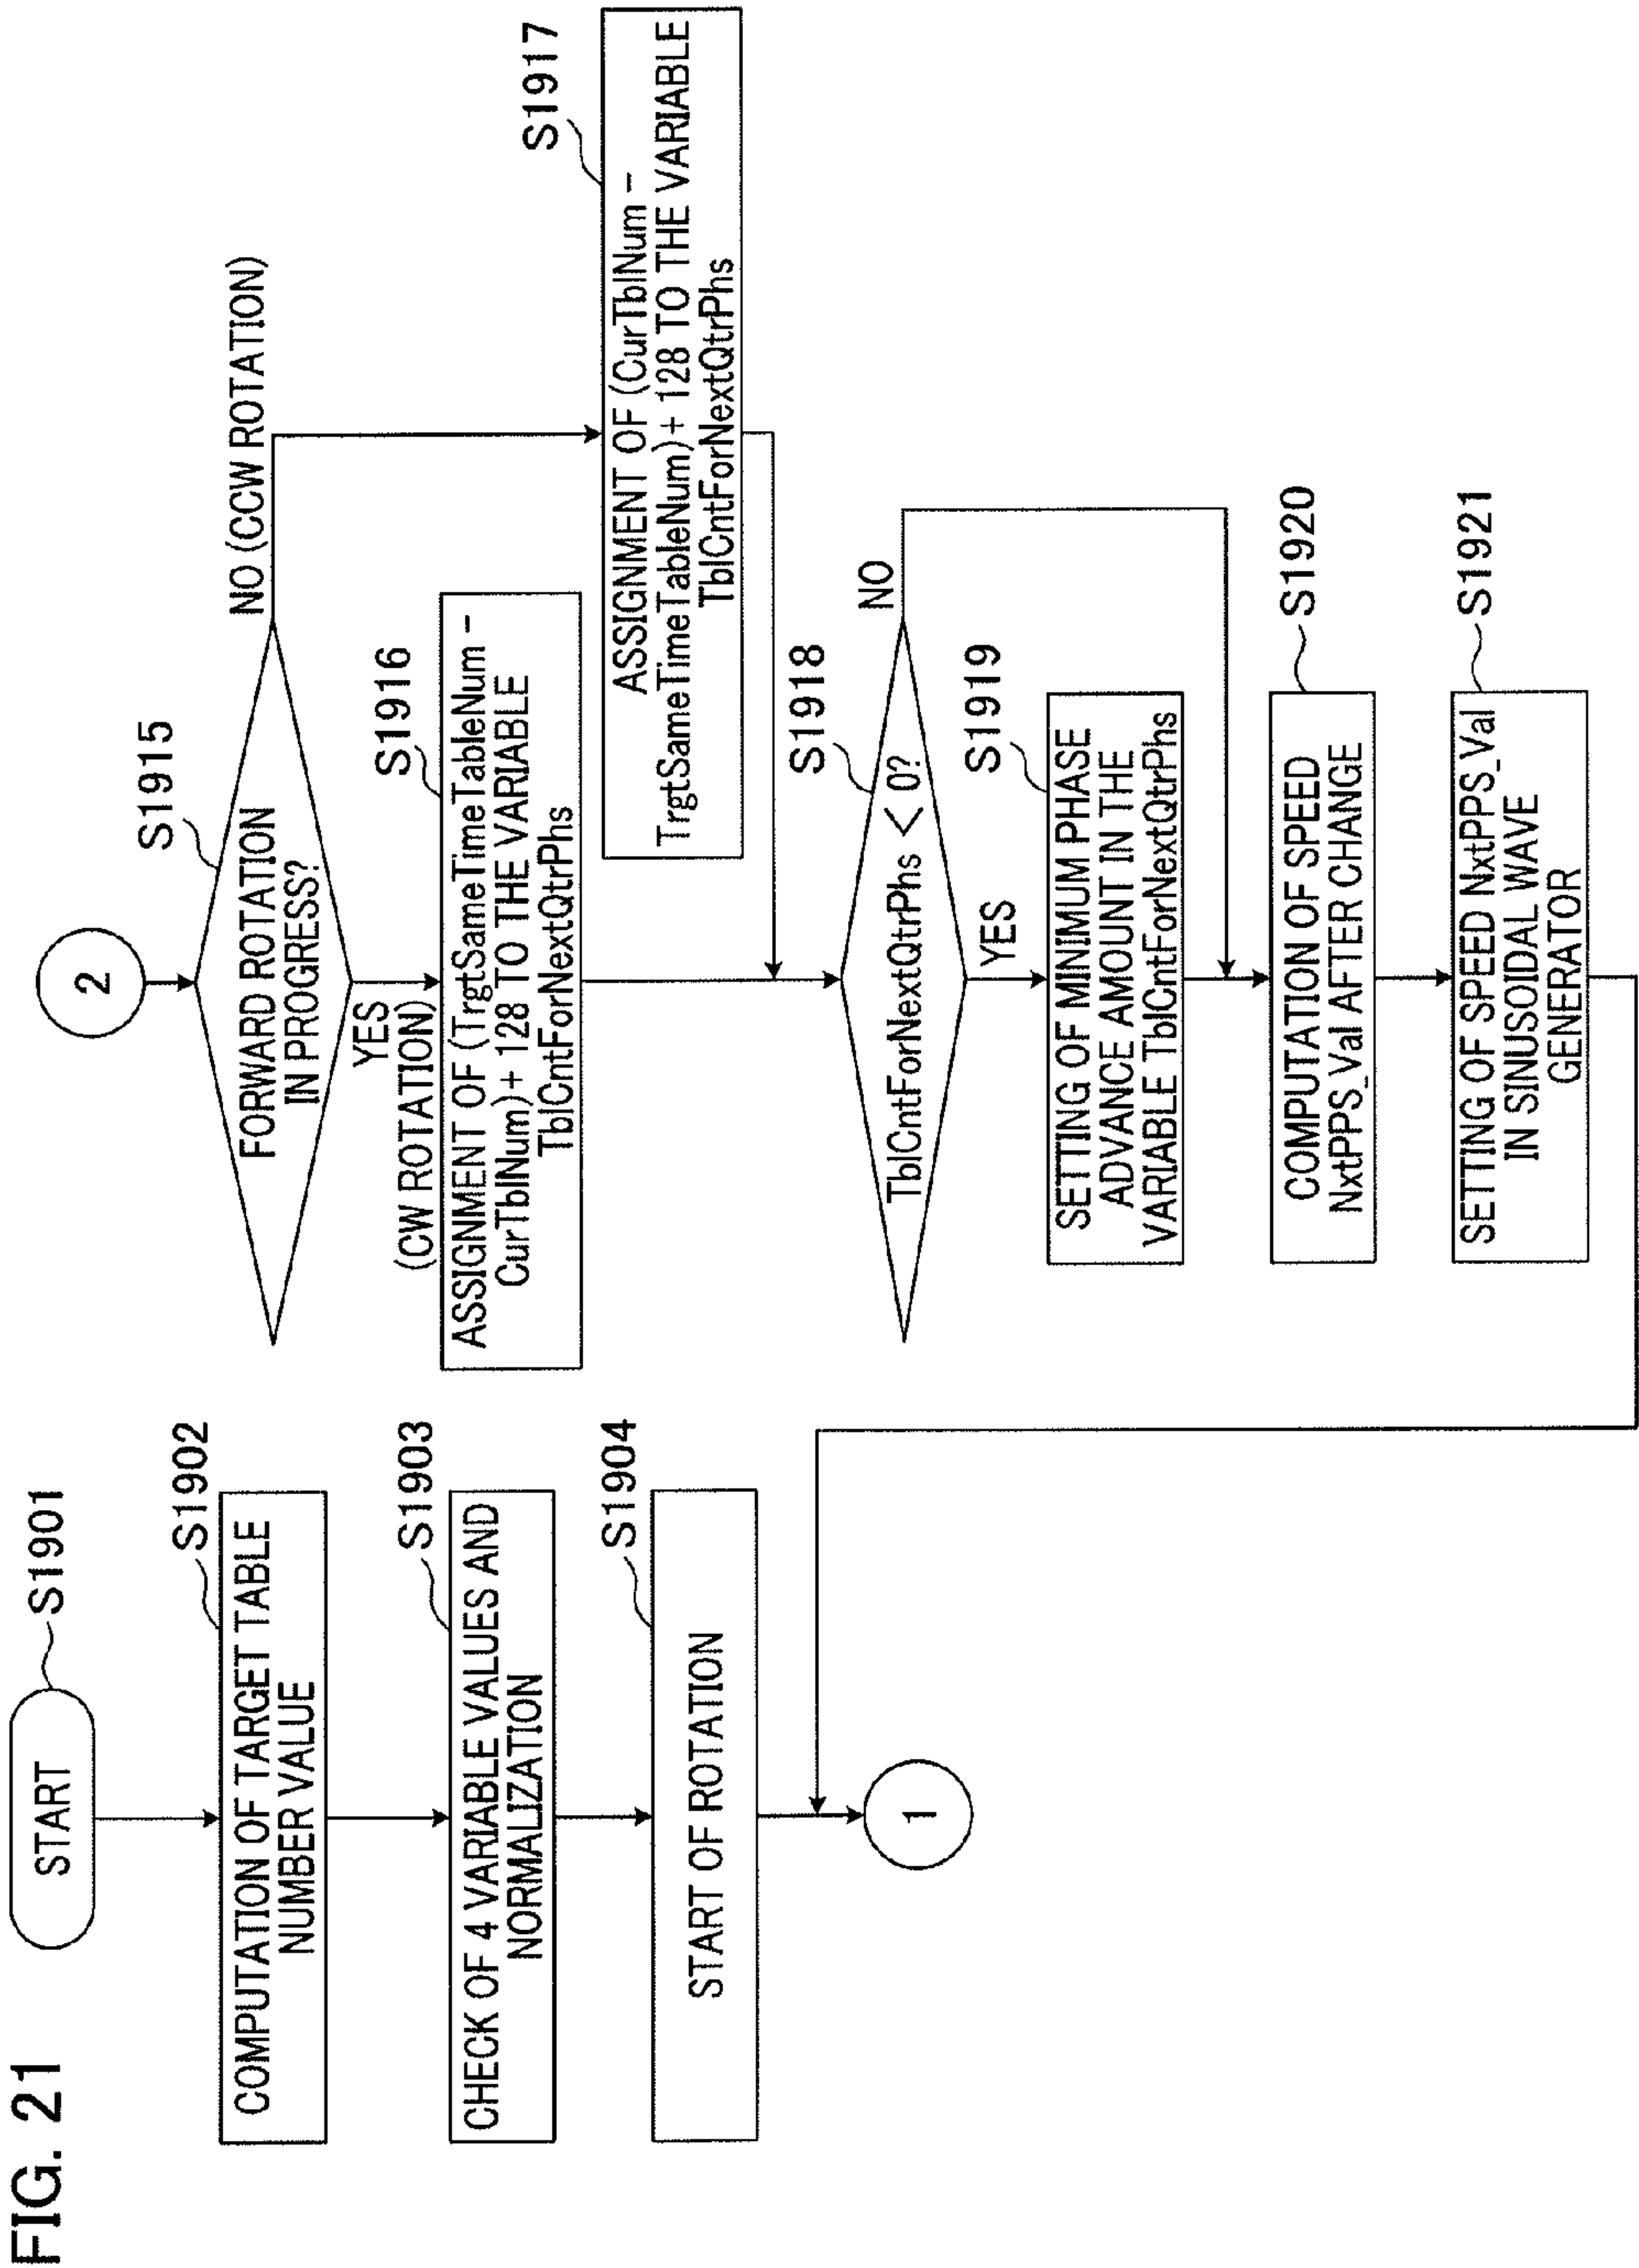 FIG. 21
START
S1901
COMPUTATION OF TARGET TABLE
NUMBER VALUE
S1902
CHECK OF 4 VARIABLE VALUES AND
NORMALIZATION
S1903
START OF ROTATION
S1904
1
2
FORWARD ROTATION
IN PROGRESS?
S1915
NO (CCW ROTATION)
YES
(CW ROTATION)
ASSIGNMENT OF (TrgtSameTimeTableNum -
CurTblNum) + 128 TO THE VARIABLE
TblCntForNextQtrPhs
S1916
ASSIGNMENT OF (CurTblNum -
TrgtSameTimeTableNum) + 128 TO THE VARIABLE
TblCntForNextQtrPhs
S1917
TblCntForNextQtrPhs < 0?
S1918
NO
YES
SETTING OF MINIMUM PHASE
ADVANCE AMOUNT IN THE
VARIABLE TblCntForNextQtrPhs
S1919
COMPUTATION OF SPEED
NxtPPS_Val AFTER CHANGE
S1920
SETTING OF SPEED NxtPPS_Val
IN SINUSOIDAL WAVE
GENERATOR
S1921